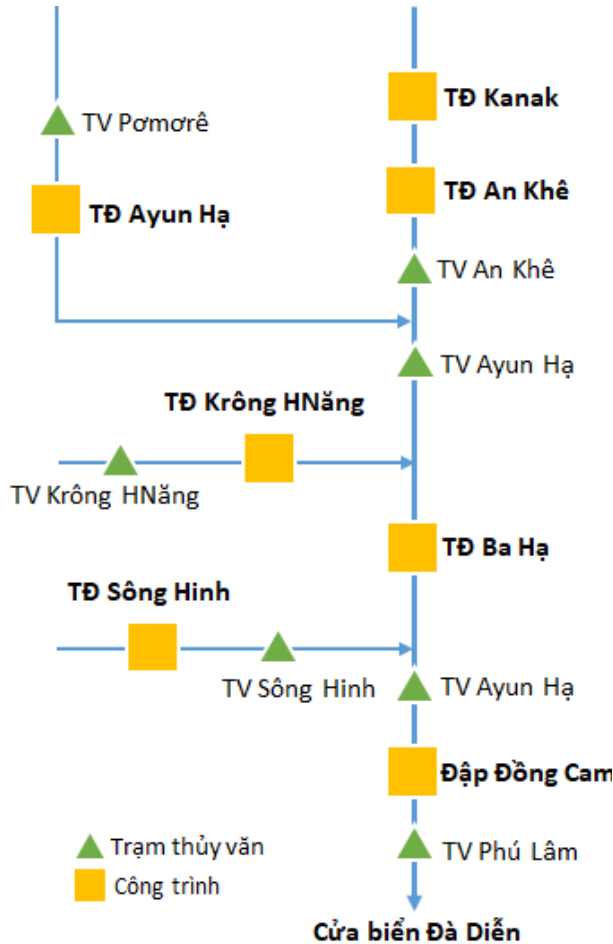 TĐ Kanak
TV Pơmơrê
TĐ An Khê
TĐ Ayun Hạ
TV An Khê
TV Ayun Hạ
TĐ Krông HNăng
TV Krông HNăng
TĐ Ba Hạ
TĐ Sông Hinh
TV Sông Hinh
TV Ayun Hạ
Đập Đồng Cam
Trạm thủy văn
TV Phú Lâm
Công trình
Cửa biển Đà Diễn